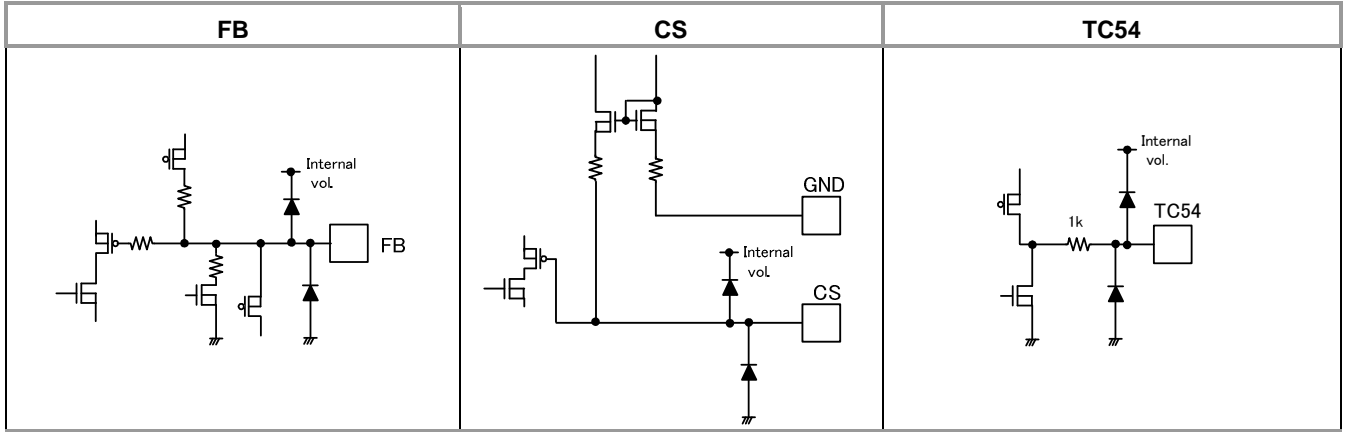 FB
CS
TC54
Internal
vol.
FB
GND
Internal
vol.
CS
Internal
vol.
1k
TC54